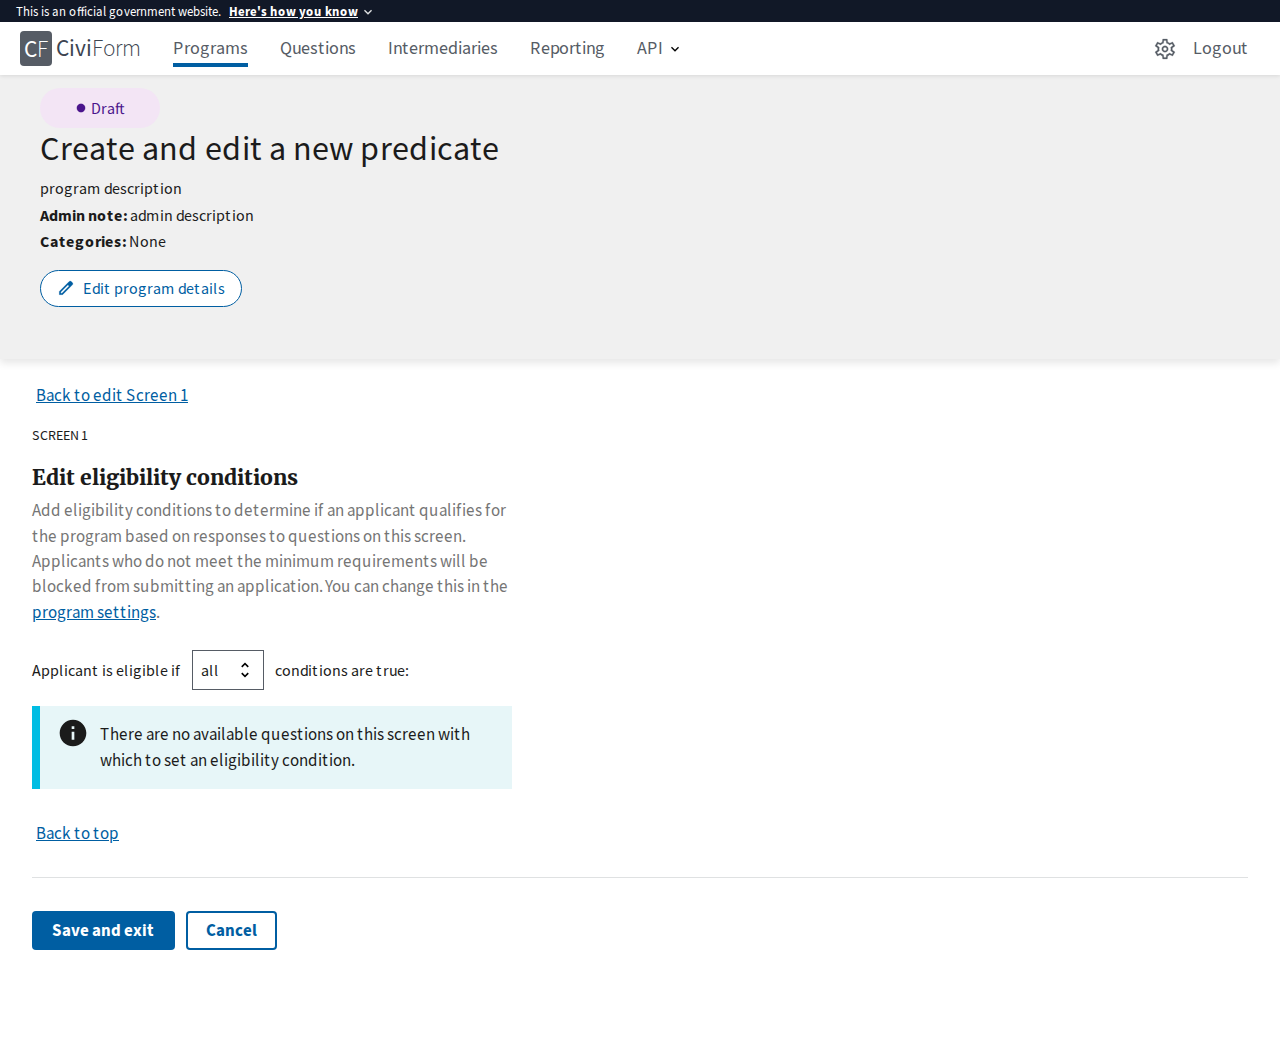 This is an official government website. Here's how you know
CF CiviForm Programs Questions Intermediaries Reporting API Logout
Draft
Create and edit a new predicate
program description
Admin note: admin description
Categories: None
Edit program details
Back to edit Screen 1
SCREEN 1
Edit eligibility conditions
Add eligibility conditions to determine if an applicant qualifies for
the program based on responses to questions on this screen.
Applicants who do not meet the minimum requirements will be
blocked from submitting an application. You can change this in the
program settings.
Applicant is eligible if all conditions are true:
There are no available questions on this screen with
which to set an eligibility condition.
Back to top
Save and exit Cancel